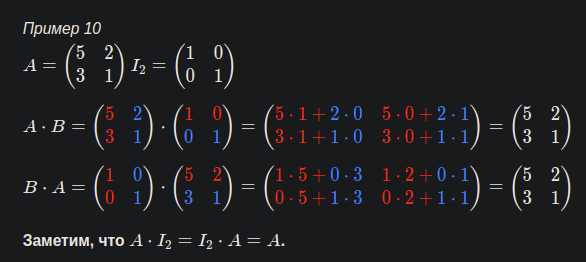 Пример 10
A = (5 2 3 1) I₂ = (1 0 0 1)
A · B = (5 2 3 1) · (1 0 0 1) = (5 · 1 + 2 · 0 5 · 0 + 2 · 1 3 · 1 + 1 · 0 3 · 0 + 1 · 1) = (5 2 3 1)
B · A = (1 0 0 1) · (5 2 3 1) = (1 · 5 + 0 · 3 1 · 2 + 0 · 1 0 · 5 + 1 · 3 0 · 2 + 1 · 1) = (5 2 3 1)
Заметим, что A · I₂ = I₂ · A = A.